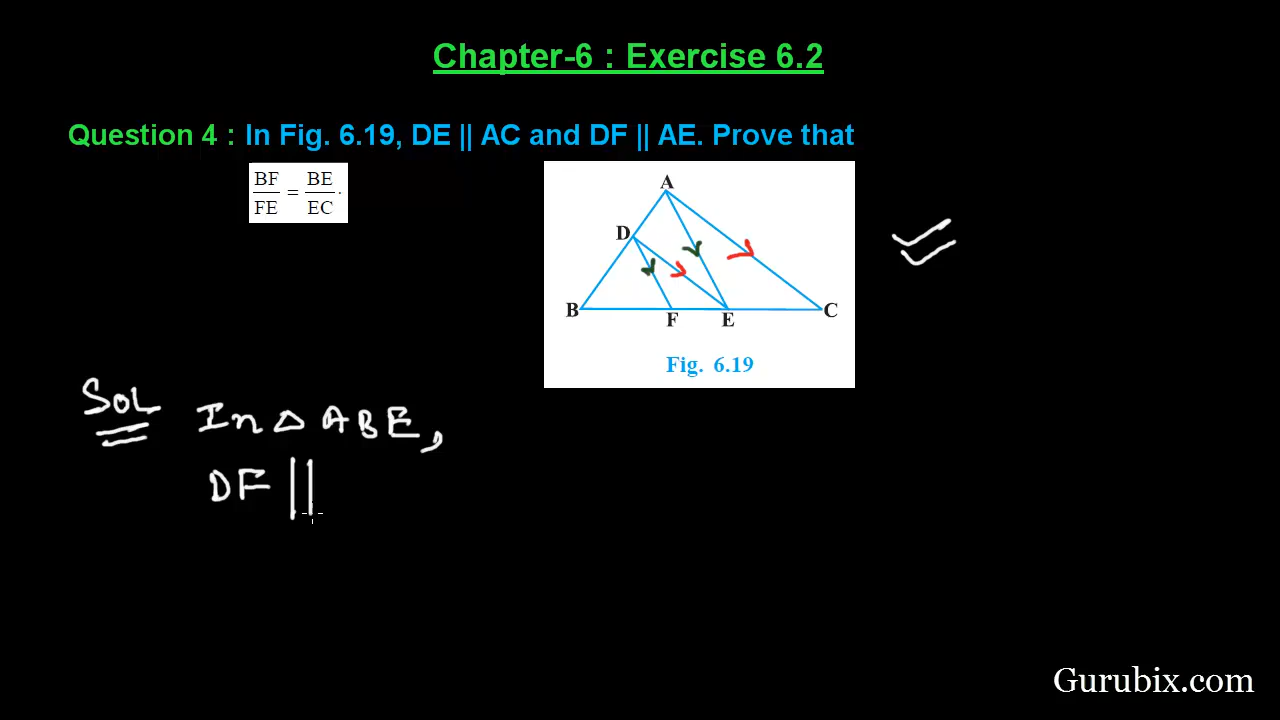 Chapter-6 : Exercise 6.2
Question 4 : In Fig. 6.19, DE || AC and DF || AE. Prove that
BF/FE = BE/EC.
A
D
B F E C
Fig. 6.19
SOL In △ ABE,
DF ||
Gurubix.com